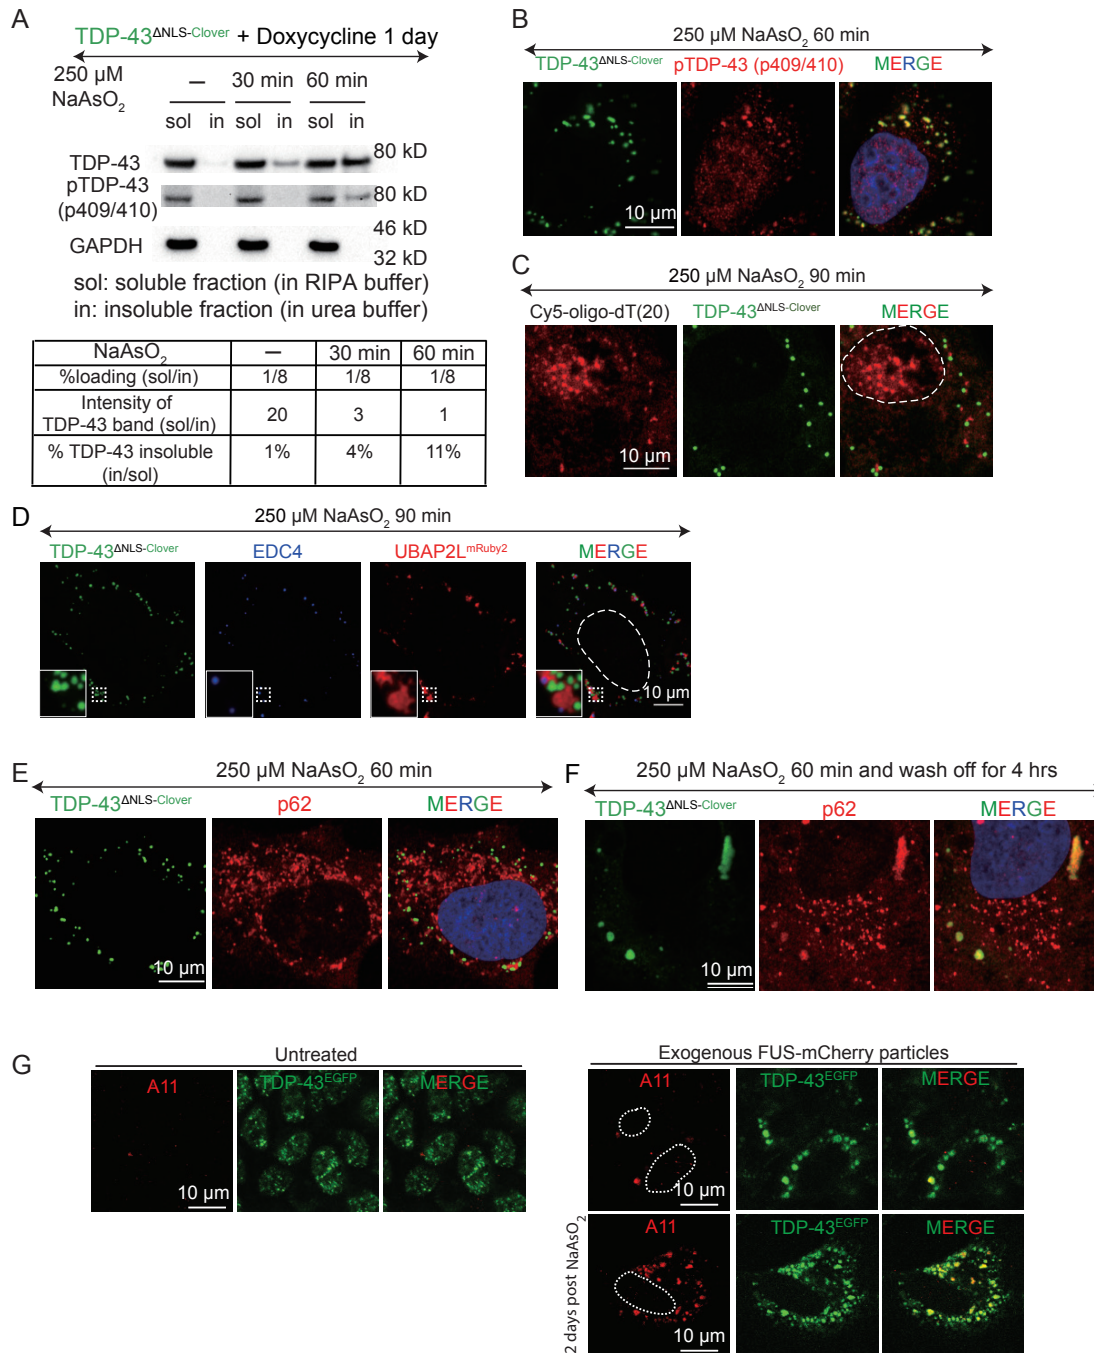 A
TDP-43ΔNLS-Clover + Doxycycline 1 day
250 µM NaAsO2
– 30 min 60 min
sol in sol in sol in
TDP-43
80 kD
pTDP-43 (p409/410)
80 kD
GAPDH
46 kD
32 kD
sol: soluble fraction (in RIPA buffer)
in: insoluble fraction (in urea buffer)
NaAsO2 – 30 min 60 min
%loading (sol/in) 1/8 1/8 1/8
Intensity of TDP-43 band (sol/in) 20 3 1
% TDP-43 insoluble (in/sol) 1% 4% 11%
B
250 µM NaAsO2 60 min
TDP-43ΔNLS-Clover pTDP-43 (p409/410) MERGE
10 µm
C
250 µM NaAsO2 90 min
Cy5-oligo-dT(20) TDP-43ΔNLS-Clover MERGE
10 µm
D
250 µM NaAsO2 90 min
TDP-43ΔNLS-Clover EDC4 UBAP2LmRuby2 MERGE
10 µm
E
250 µM NaAsO2 60 min
TDP-43ΔNLS-Clover p62 MERGE
10 µm
F
250 µM NaAsO2 60 min and wash off for 4 hrs
TDP-43ΔNLS-Clover p62 MERGE
10 µm
G
Untreated
A11 TDP-43EGFP MERGE
10 µm
Exogenous FUS-mCherry particles
A11 TDP-43EGFP MERGE
10 µm
2 days post NaAsO2
A11 TDP-43EGFP MERGE
10 µm